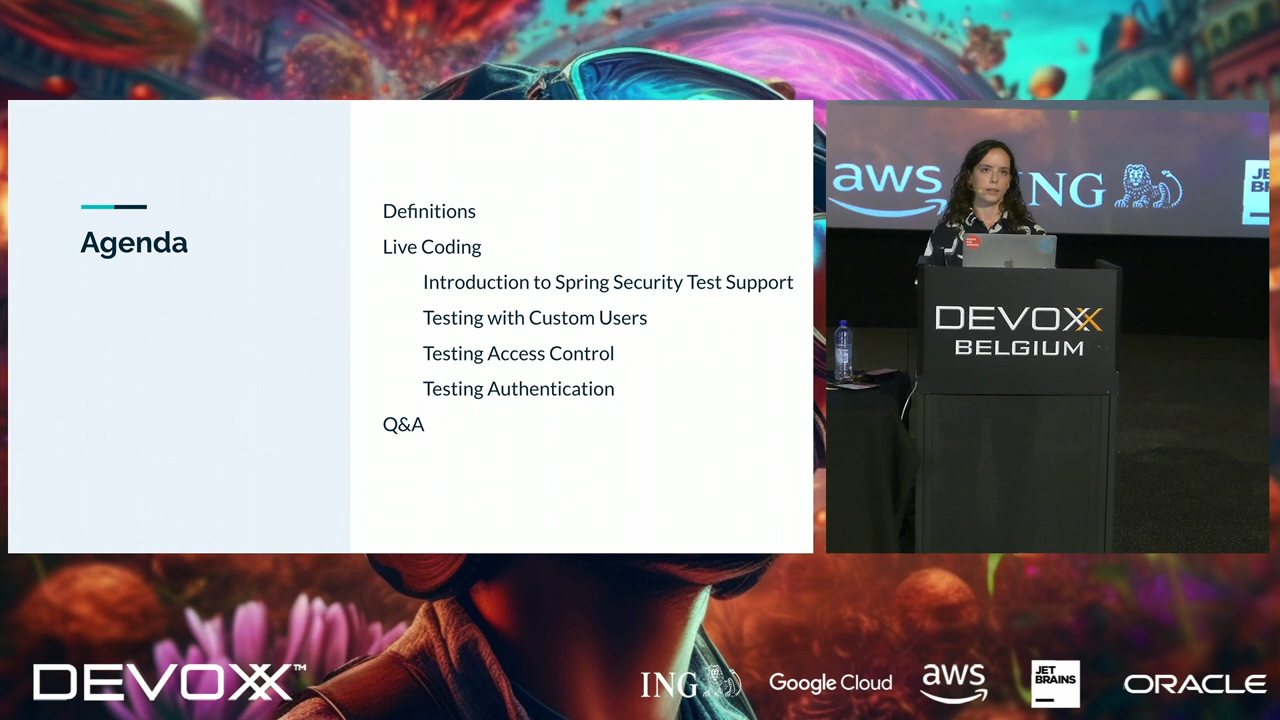 Agenda
Definitions
Live Coding
Introduction to Spring Security Test Support
Testing with Custom Users
Testing Access Control
Testing Authentication
Q&A
aws
ING
DEVOXX
BELGIUM
DEVOXX™
ING
Google Cloud
aws
JET
BRAINS
ORACLE